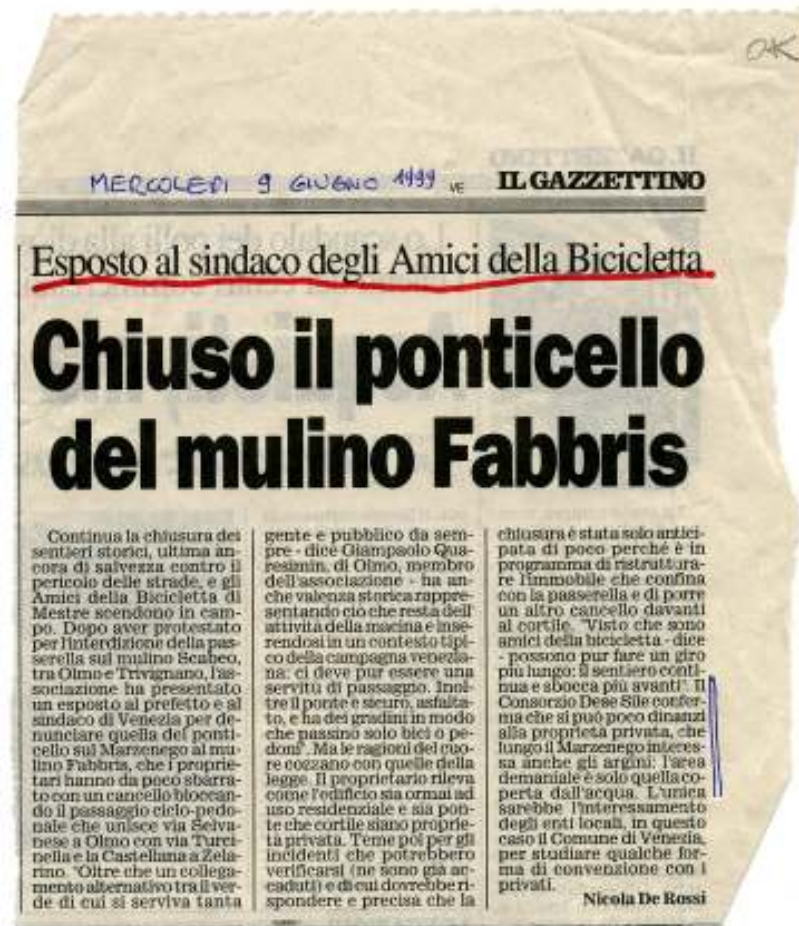 OK
MERCOLEDI 9 GIUGNO 1999 VE IL GAZZETTINO
Esposto al sindaco degli Amici della Bicicletta
Chiuso il ponticello
del mulino Fabbris
Continua la chiusura dei
sentieri storici, ultima an-
cora di salvezza contro il
pericolo delle strade, e gli
Amici della Bicicletta di
Mestre scendono in cam-
po. Dopo aver protestato
per l'interdizione della pas-
serella sul mulino Scabeo,
tra Olmo e Trivignano, l'as-
sociazione ha presentato
un esposto al prefetto e al
sindaco di Venezia per de-
nunciare quella del ponti-
cello sul Marzenego al mu-
lino Fabbris, che i proprie-
tari hanno da poco sbarra-
to con un cancello bloccan-
do il passaggio ciclo-pedo-
nale che unisce via Selva-
nese a Olmo con via Turci-
nella e la Castellana a Zela-
rino. "Oltre che un collega-
mento alternativo tra il ver-
de di cui si serviva tanta
gente e pubblico da sem-
pre - dice Giampaolo Qua-
resimin, di Olmo, membro
dell'associazione - ha an-
che valenza storica rappre-
sentando ciò che resta dell'
attività della macina e inse-
rendosi in un contesto tipi-
co della campagna venezia-
na: ci deve pur essere una
servitù di passaggio. Inol-
tre il ponte è sicuro, asfalta-
to, e ha dei gradini in modo
che passino solo bici o pe-
doni". Ma le ragioni del cuo-
re cozzano con quelle della
legge. Il proprietario rileva
come l'edificio sia ormai ad
uso residenziale e sia pon-
te che cortile siano proprie-
tà privata. Teme poi per gli
incidenti che potrebbero
verificarsi (ne sono già ac-
caduti) e di cui dovrebbe ri-
spondere e precisa che la
chiusura è stata solo antici-
pata di poco perché è in
programma di ristruttura-
re l'immobile che confina
con la passerella e di porre
un altro cancello davanti
al cortile. "Visto che sono
amici della bicicletta - dice
- possono pur fare un giro
più lungo: il sentiero conti-
nua e sbocca più avanti". Il
Consorzio Dese Sile confer-
ma che si può poco dinanzi
alla proprietà privata, che
lungo il Marzenego interes-
sa anche gli argini: l'area
demaniale è solo quella co-
perta dall'acqua. L'unica
sarebbe l'interessamento
degli enti locali, in questo
caso il Comune di Venezia,
per studiare qualche for-
ma di convenzione con i
privati.
Nicola De Rossi